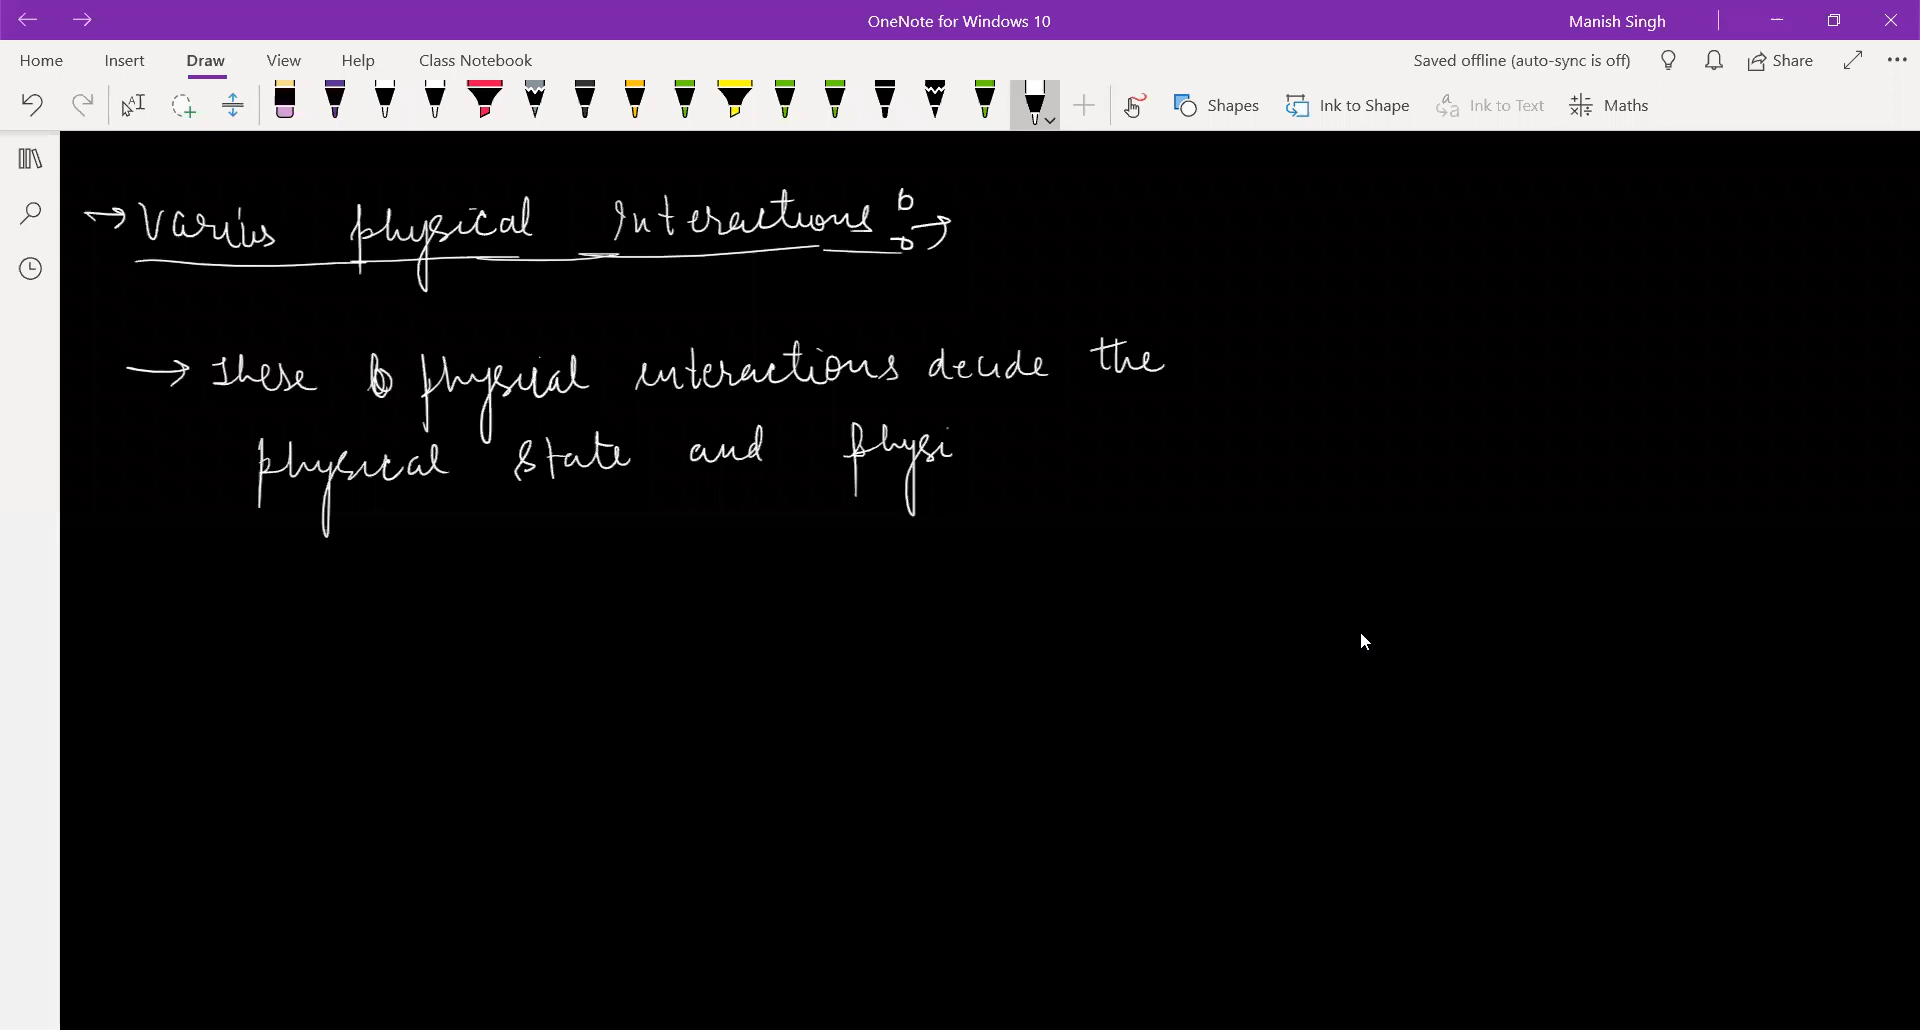 OneNote for Windows 10 Manish Singh
Home Insert Draw View Help Class Notebook Saved offline (auto-sync is off) Share
Shapes Ink to Shape Ink to Text Maths
→ Various physical Interactions :→
→ These physical interactions decide the
physical state and physi